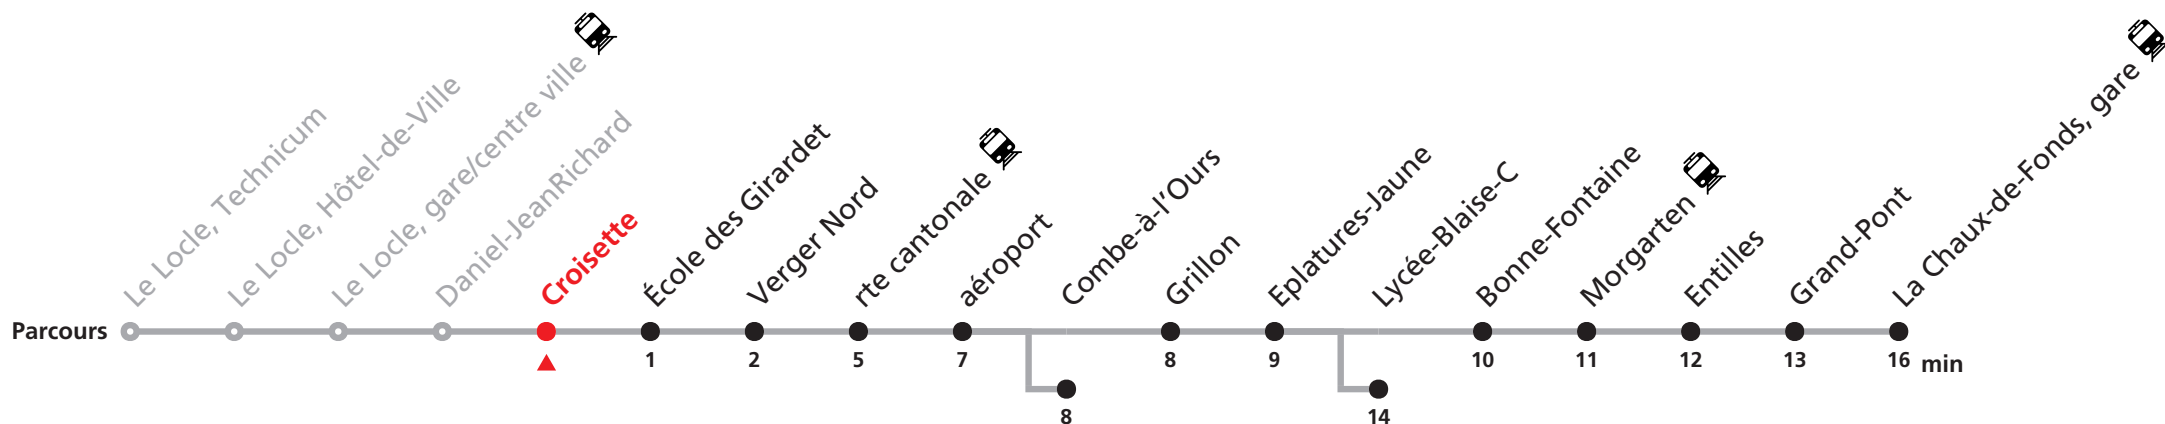 Le Locle, Technicum
Le Locle, Hôtel-de-Ville
Le Locle, gare/centre ville
Daniel-JeanRichard
Croisette
École des Girardet
Verger Nord
rte cantonale
aéroport
Combe-à-l'Ours
Grillon
Eplatures-Jaune
Lycée-Blaise-C
Bonne-Fontaine
Morgarten
Entilles
Grand-Pont
La Chaux-de-Fonds, gare
Parcours
1 2 5 7 8 9 10 11 12 13 16 min
8 14